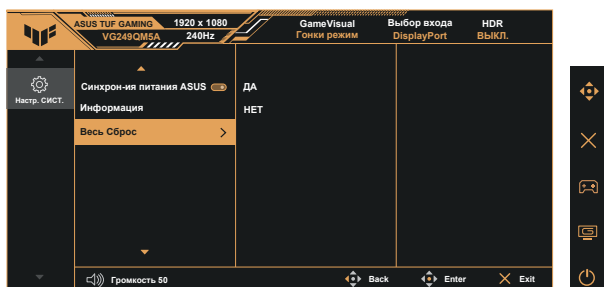 ASUS TUF GAMING 1920 x 1080 GameVisual Выбор входа HDR
VG249QM5A 240Hz Гонки режим DisplayPort ВЫКЛ.
Настр. СИСТ.
Синхрон-ия питания ASUS ДА
Информация НЕТ
Весь Сброс
Громкость 50 Back Enter Exit